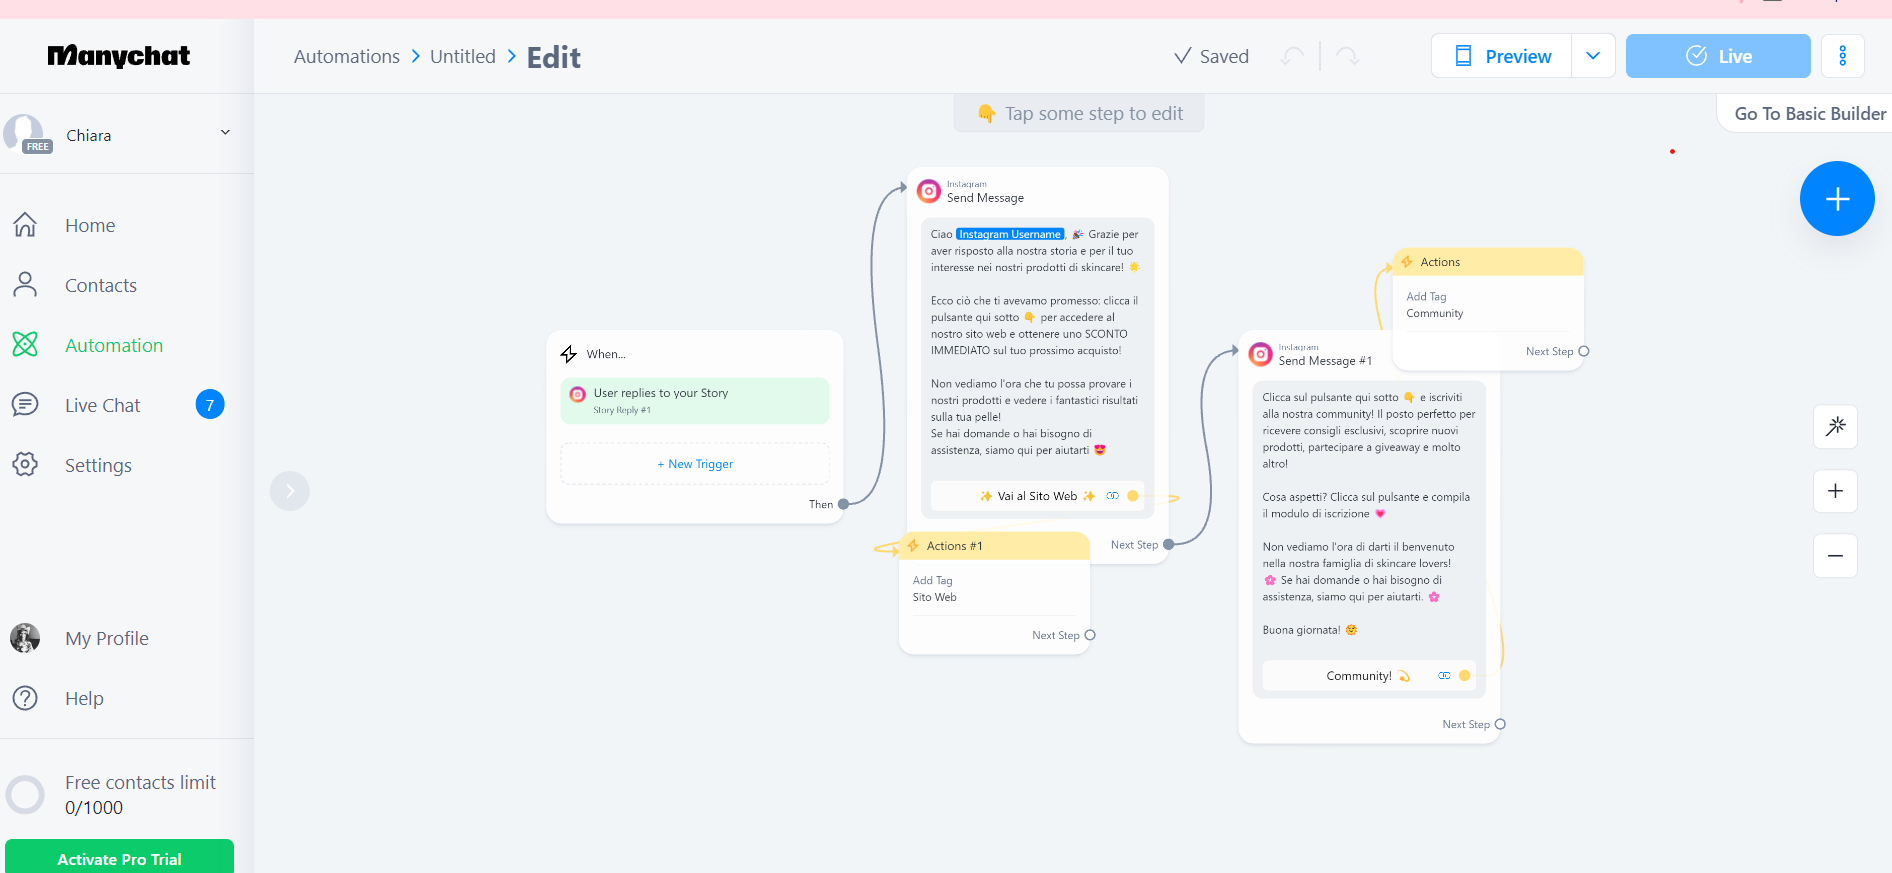 Manychat
FREE
Chiara
Home
Contacts
Automation
Live Chat
7
Settings
My Profile
Help
Free contacts limit
0/1000
Activate Pro Trial
Automations
Untitled
Edit
Saved
Preview
Live
👇 Tap some step to edit
Go To Basic Builder
When...
User replies to your Story
Story Reply #1
+ New Trigger
Then
Instagram
Send Message
Ciao Instagram Username, 🎉 Grazie per
aver risposto alla nostra storia e per il tuo
interesse nei nostri prodotti di skincare! 🌟
Ecco ciò che ti avevamo promesso: clicca il
pulsante qui sotto 👇 per accedere al
nostro sito web e ottenere uno SCONTO
IMMEDIATO sul tuo prossimo acquisto!
Non vediamo l'ora che tu possa provare i
nostri prodotti e vedere i fantastici risultati
sulla tua pelle!
Se hai domande o hai bisogno di
assistenza, siamo qui per aiutarti 😍
✨ Vai al Sito Web ✨
Next Step
Actions #1
Add Tag
Sito Web
Next Step
Instagram
Send Message #1
Clicca sul pulsante qui sotto 👇 e iscriviti
alla nostra community! Il posto perfetto per
ricevere consigli esclusivi, scoprire nuovi
prodotti, partecipare a giveaway e molto
altro!
Cosa aspetti? Clicca sul pulsante e compila
il modulo di iscrizione 💗
Non vediamo l'ora di darti il benvenuto
nella nostra famiglia di skincare lovers!
🌸 Se hai domande o hai bisogno di
assistenza, siamo qui per aiutarti. 🌸
Buona giornata! 🌞
Community! 💫
Next Step
Actions
Add Tag
Community
Next Step